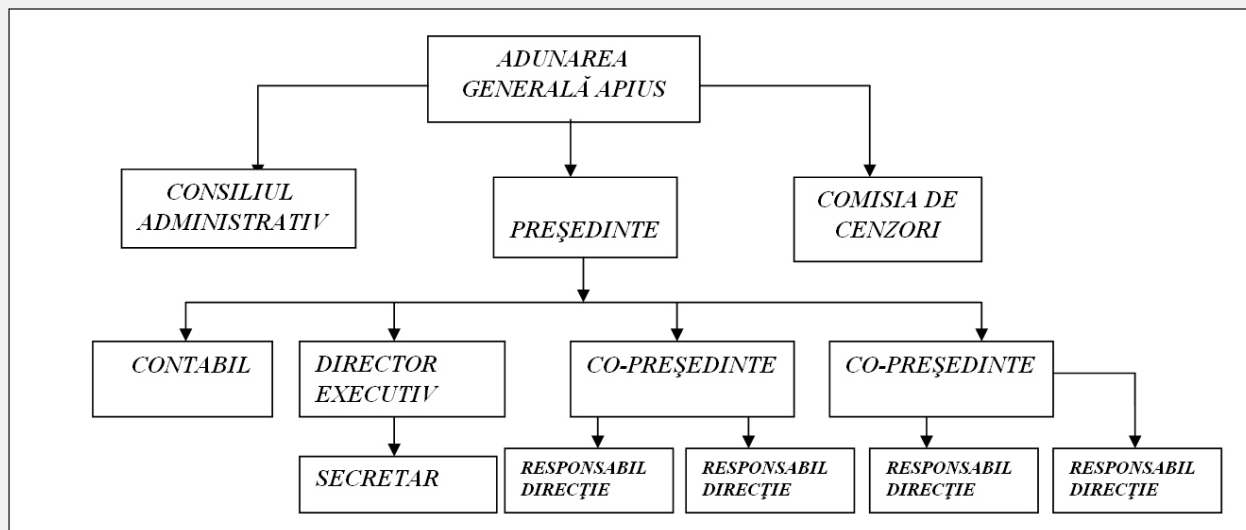 ADUNAREA
GENERALĂ APIUS
CONSILIUL
ADMINISTRATIV
PREŞEDINTE
COMISIA DE
CENZORI
CONTABIL
DIRECTOR
EXECUTIV
CO-PREŞEDINTE
CO-PREŞEDINTE
SECRETAR
RESPONSABIL
DIRECŢIE
RESPONSABIL
DIRECŢIE
RESPONSABIL
DIRECŢIE
RESPONSABIL
DIRECŢIE